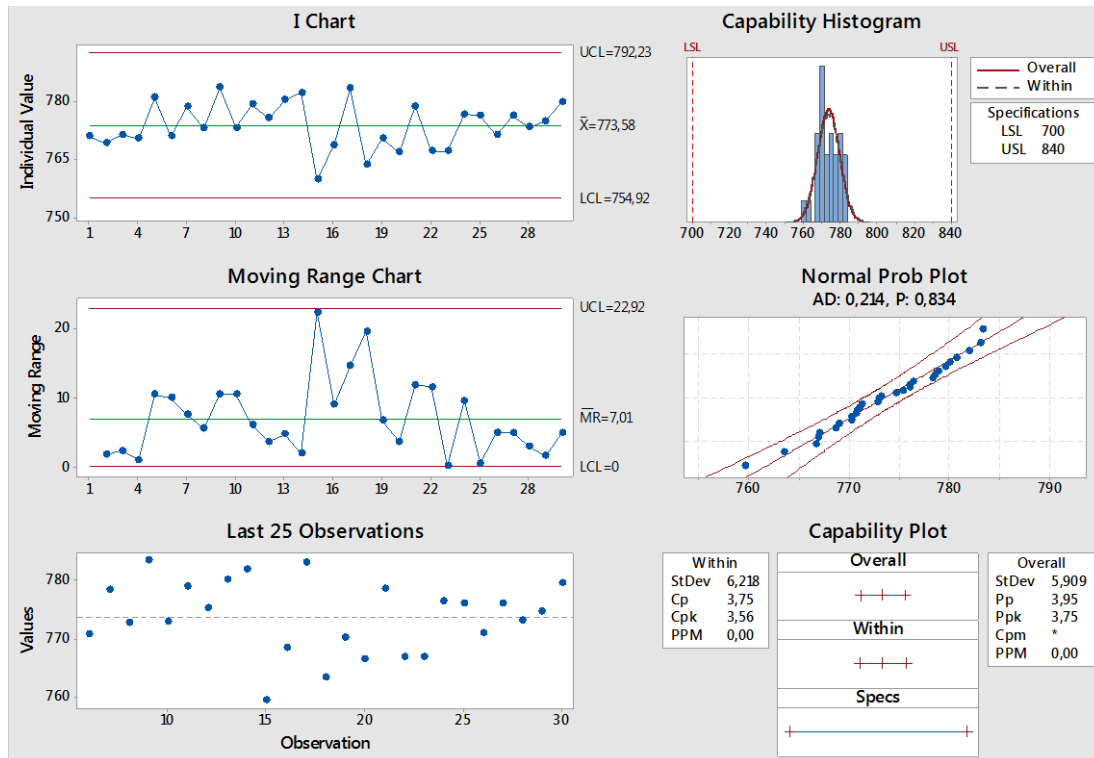 I Chart
Individual Value
780
765
750
1 4 7 10 13 16 19 22 25 28
UCL=792,23
X̄=773,58
LCL=754,92
Capability Histogram
LSL USL
700 720 740 760 780 800 820 840
Overall
Within
Specifications
LSL 700
USL 840
Moving Range Chart
Moving Range
20
10
0
1 4 7 10 13 16 19 22 25 28
UCL=22,92
M̄R̄=7,01
LCL=0
Normal Prob Plot
AD: 0,214, P: 0,834
760 770 780 790
Last 25 Observations
Values
780
770
760
10 15 20 25 30
Observation
Capability Plot
Within
StDev 6,218
Cp 3,75
Cpk 3,56
PPM 0,00
Overall
Within
Specs
Overall
StDev 5,909
Pp 3,95
Ppk 3,75
Cpm *
PPM 0,00